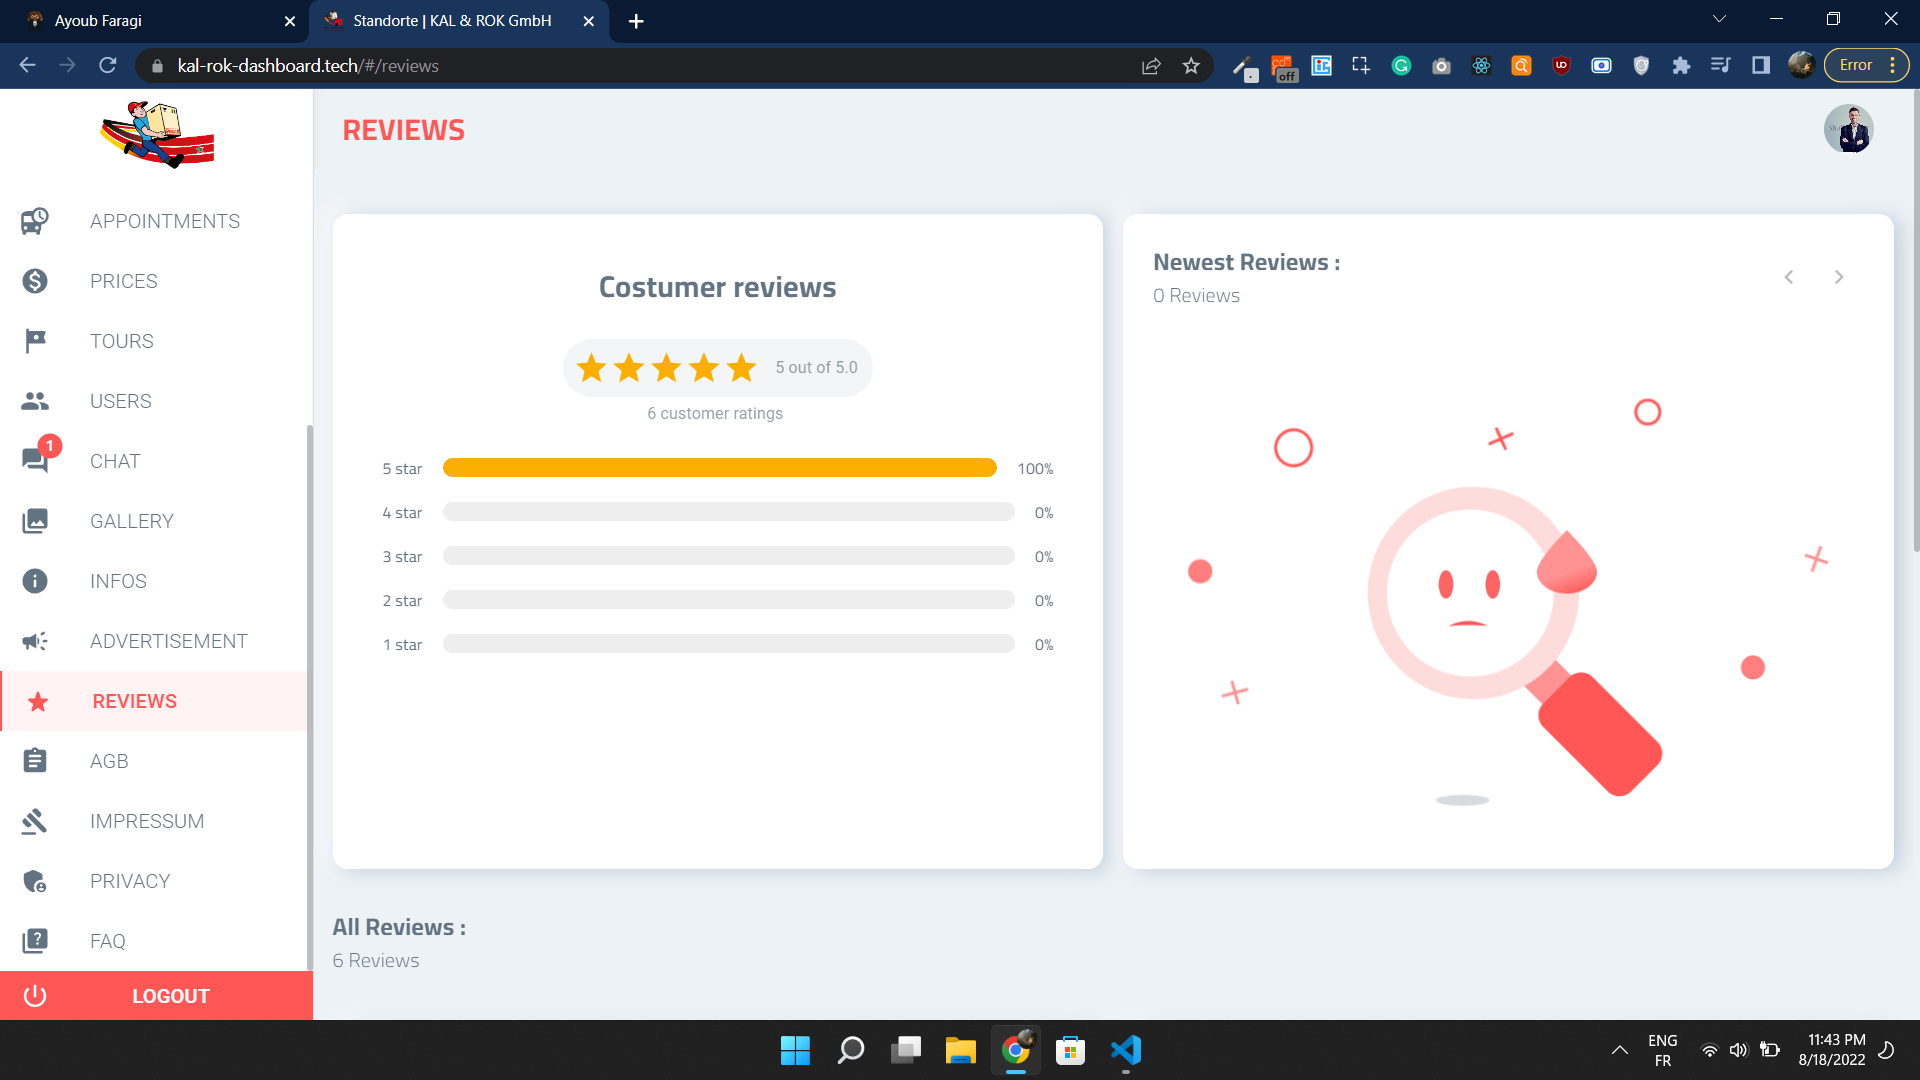 Ayoub Faragi
Standorte | KAL & ROK GmbH
kal-rok-dashboard.tech/#/reviews
off
Error
REVIEWS
APPOINTMENTS
PRICES
TOURS
USERS
1
CHAT
GALLERY
INFOS
ADVERTISEMENT
REVIEWS
AGB
IMPRESSUM
PRIVACY
FAQ
LOGOUT
Costumer reviews
5 out of 5.0
6 customer ratings
5 star 100%
4 star 0%
3 star 0%
2 star 0%
1 star 0%
Newest Reviews :
0 Reviews
All Reviews :
6 Reviews
ENG
FR
11:43 PM
8/18/2022